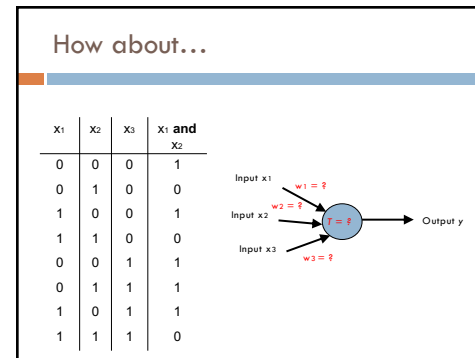 How about…
x1 x2 x3 x1 and
x2
0 0 0 1
0 1 0 0
1 0 0 1
1 1 0 0
0 0 1 1
0 1 1 1
1 0 1 1
1 1 1 0
Input x1
w1 = ?
w2 = ?
Input x2
T = ?
Output y
Input x3
w3 = ?